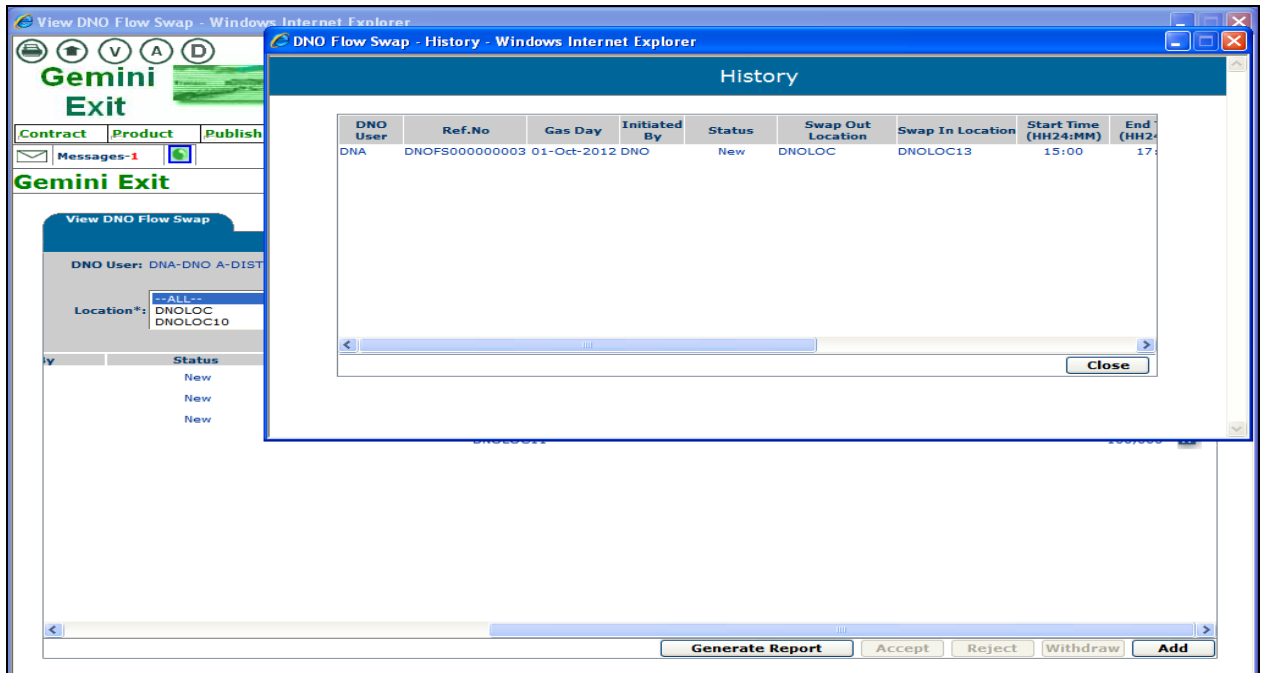 View DNO Flow Swap - Windows Internet Explorer
DNO Flow Swap - History - Windows Internet Explorer
V A D
Gemini
Exit
History
Contract Product Publish
Messages-1
Gemini Exit
DNO User Ref.No Gas Day Initiated By Status Swap Out Location Swap In Location Start Time (HH24:MM) End
DNA DNOFS000000003 01-Oct-2012 DNO New DNOLOC DNOLOC13 15:00 17:
Close
View DNO Flow Swap
DNO User: DNA-DNO A-DIST
Location*:
--ALL--
DNOLOC
DNOLOC10
Status
New
New
New
Generate Report Accept Reject Withdraw Add